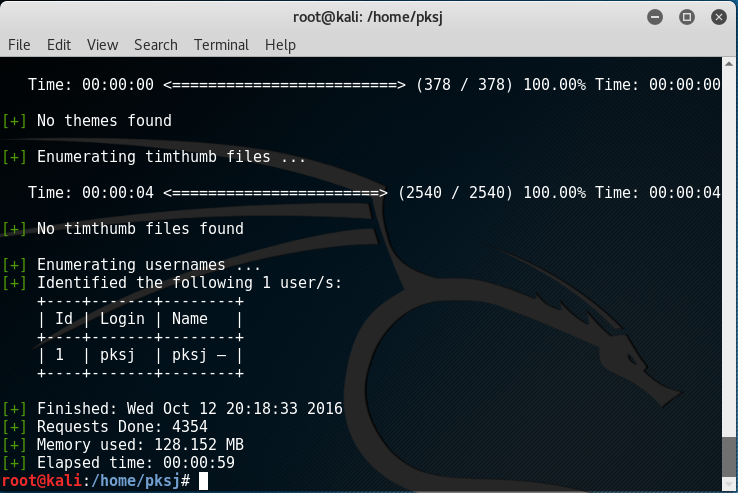 root@kali: /home/pksj
File Edit View Search Terminal Help
Time: 00:00:00 <==========================> (378 / 378) 100.00% Time: 00:00:00
[+] No themes found
[+] Enumerating timthumb files ...
Time: 00:00:04 <========================> (2540 / 2540) 100.00% Time: 00:00:04
[+] No timthumb files found
[+] Enumerating usernames ...
[+] Identified the following 1 user/s:
+----+-------+--------+
| Id | Login | Name   |
+----+-------+--------+
| 1  | pksj  | pksj – |
+----+-------+--------+
[+] Finished: Wed Oct 12 20:18:33 2016
[+] Requests Done: 4354
[+] Memory used: 128.152 MB
[+] Elapsed time: 00:00:59
root@kali:/home/pksj#